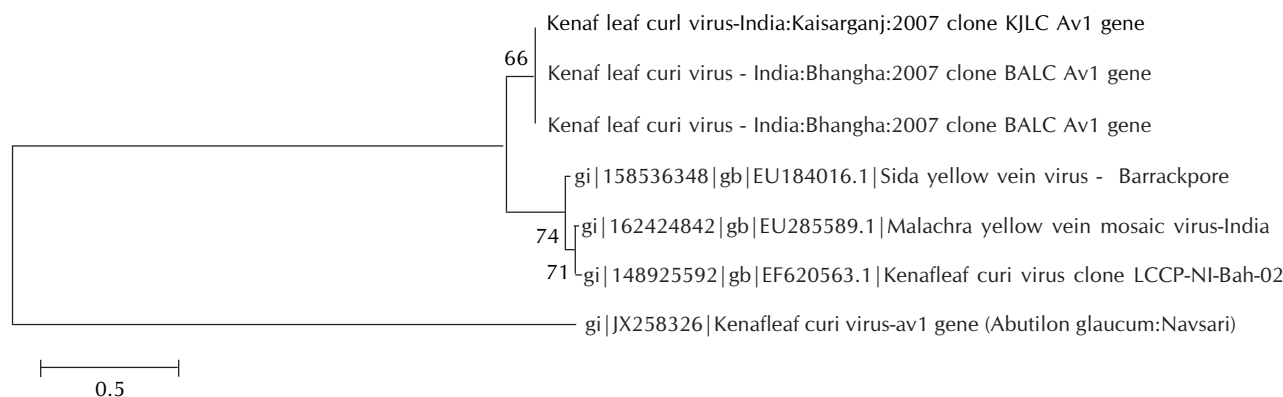 Kenaf leaf curl virus-India:Kaisarganj:2007 clone KJLC Av1 gene
66
Kenaf leaf curi virus - India:Bhangha:2007 clone BALC Av1 gene
Kenaf leaf curi virus - India:Bhangha:2007 clone BALC Av1 gene
gi|158536348|gb|EU184016.1|Sida yellow vein virus - Barrackpore
gi|162424842|gb|EU285589.1|Malachra yellow vein mosaic virus-India
74
71
gi|148925592|gb|EF620563.1|Kenafleaf curi virus clone LCCP-NI-Bah-02
gi|JX258326|Kenafleaf curi virus-av1 gene (Abutilon glaucum:Navsari)
0.5